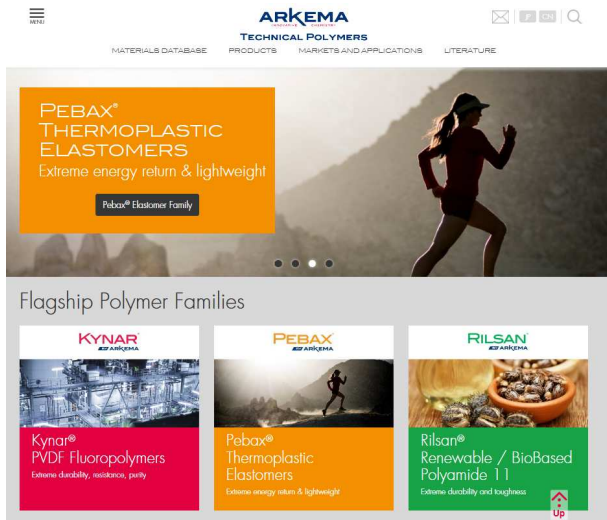 MENU
ARKEMA
INNOVATIVE CHEMISTRY
TECHNICAL POLYMERS
MATERIALS DATABASE PRODUCTS MARKETS AND APPLICATIONS LITERATURE
PEBAX®
THERMOPLASTIC
ELASTOMERS
Extreme energy return & lightweight
Pebax® Elastomer Family
Flagship Polymer Families
KYNAR
ARKEMA
PEBAX
ARKEMA
RILSAN
ARKEMA
Kynar®
PVDF Fluoropolymers
Extreme durability, resistance, purity
Pebax®
Thermoplastic
Elastomers
Extreme energy return & lightweight
Rilsan®
Renewable / BioBased
Polyamide 11
Extreme durability and toughness
Up